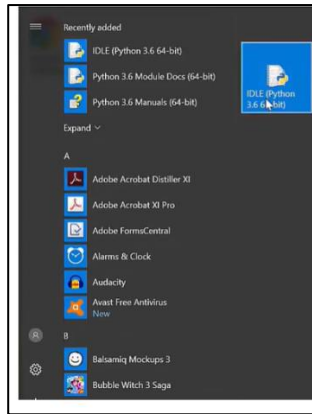 Recently added
IDLE (Python 3.6 64-bit)
Python 3.6 Module Docs (64-bit)
Python 3.6 Manuals (64-bit)
IDLE (Python
3.6 64-bit)
Expand
A
Adobe Acrobat Distiller XI
Adobe Acrobat XI Pro
Adobe FormsCentral
Alarms & Clock
Audacity
Avast Free Antivirus
New
B
Balsamiq Mockups 3
Bubble Witch 3 Saga